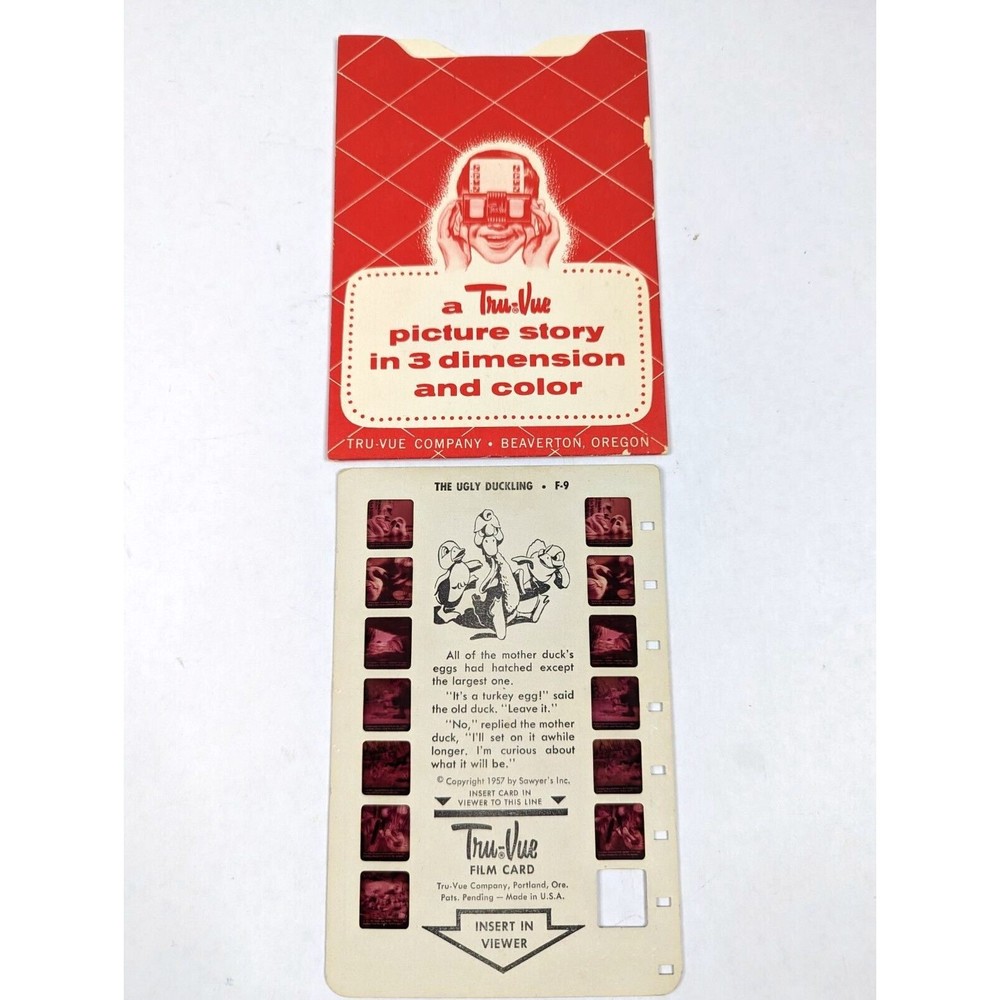 a Tru-Vue®
picture story
in 3 dimension
and color
TRU-VUE COMPANY • BEAVERTON, OREGON
THE UGLY DUCKLING • F-9
All of the mother duck's
eggs had hatched except
the largest one.
"It's a turkey egg!" said
the old duck. "Leave it."
"No," replied the mother
duck, "I'll set on it awhile
longer. I'm curious about
what it will be."
© Copyright 1957 by Sawyer's Inc.
INSERT CARD IN
VIEWER TO THIS LINE
Tru-Vue®
FILM CARD
Tru-Vue Company, Portland, Ore.
Pats. Pending — Made in U.S.A.
INSERT IN
VIEWER